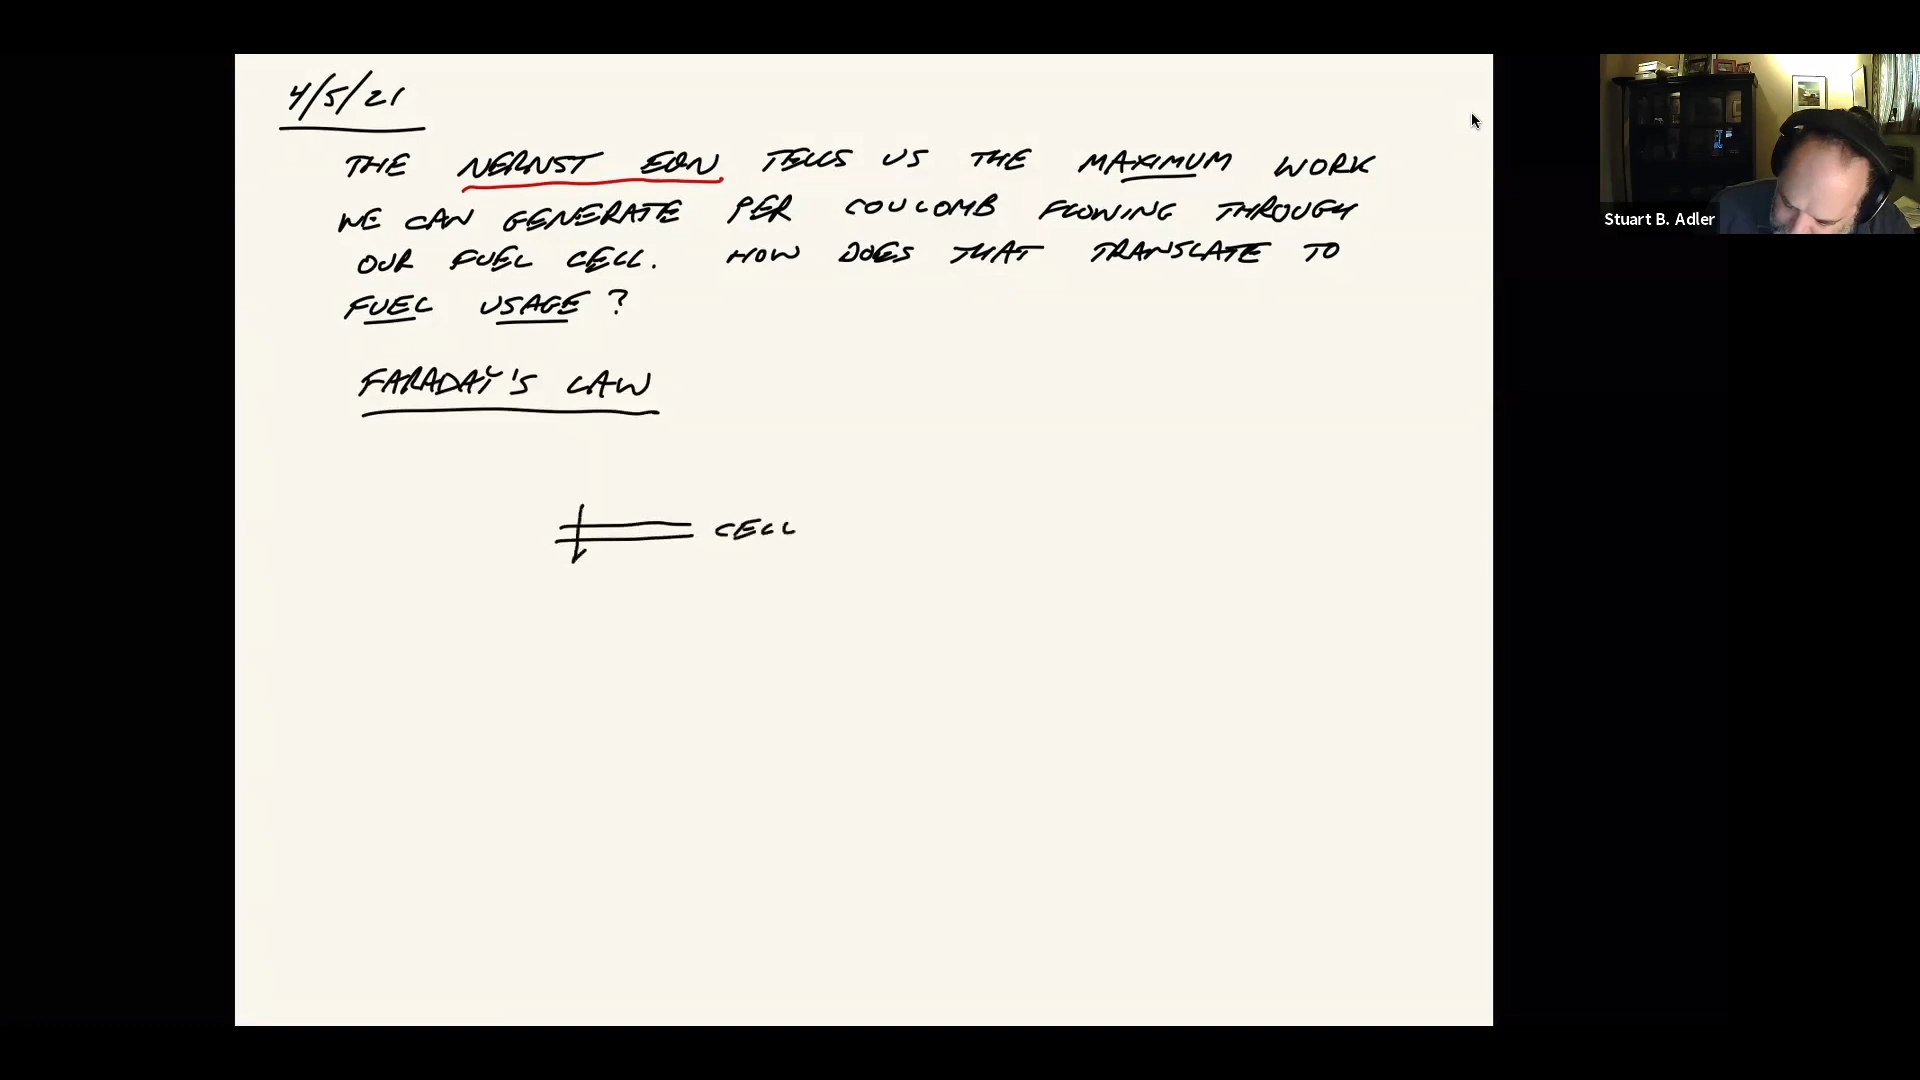 4/5/21
THE NERNST EQN TELLS US THE MAXIMUM WORK
WE CAN GENERATE PER COULOMB FLOWING THROUGH
OUR FUEL CELL. HOW DOES THAT TRANSLATE TO
FUEL USAGE?
FARADAY'S LAW
CELL
Stuart B. Adler